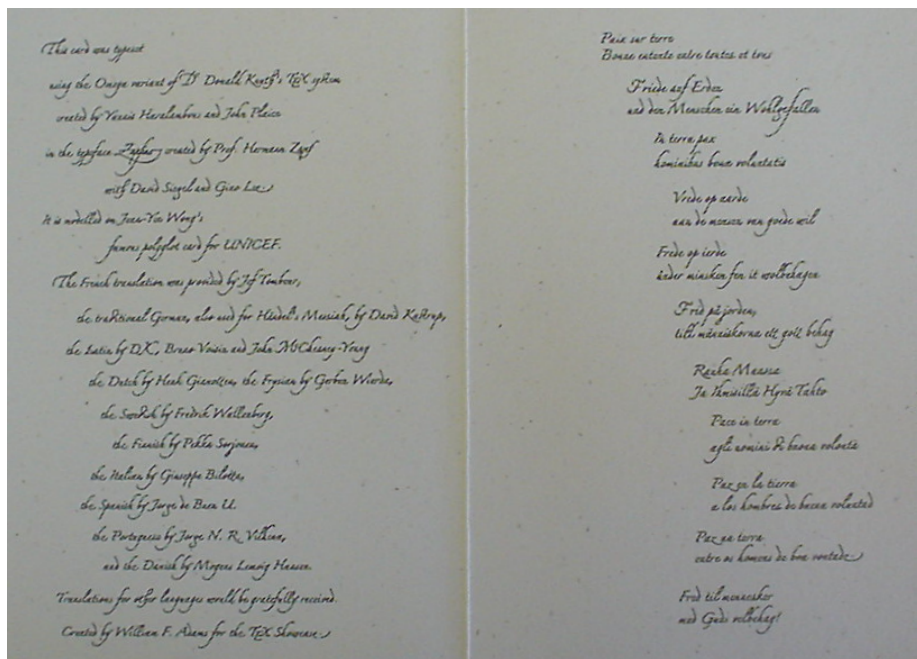 This card was typeset
using the Omega variant of Dr Donald Knuth's TEX system
created by Yannis Haralambous and John Plaice
in the typeface Zapfino created by Prof. Hermann Zapf
with David Siegel and Gino Lee
It is modelled on Jean-Yee Wong's
famous polyglot card for UNICEF.
The French translation was provided by Jef Tombeur,
the traditional German, also used for Händel's Messiah, by David Kastrup,
the Latin by DX, Bruno Voisin and John McChesney-Young
the Dutch by Henk Gianotten, the Frysian by Gerben Wierda,
the Swedish by Fredrik Wallenberg,
the Finnish by Pekka Sorjonen,
the Italian by Giuseppe Bilotta,
the Spanish by Jorge de Buen U.
the Portuguese by Jorge N. R. Vilhena,
and the Danish by Mogens Lemvig Hansen.
Translations for other languages would be gratefully received.
Created by William F. Adams for the TEX Showcase
Paix sur terre
Bonne entente entre toutes et tous
Friede auf Erden
und den Menschen ein Wohlgefallen
In terra pax
hominibus bonae voluntatis
Vrede op aarde
aan de mensen van goede wil
Frede op ierde
ûnder minsken fen it wolbehagen
Frid på jorden,
till människorna ett gott behag
Rauha Maassa
Ja Ihmisillä Hyvä Tahto
Pace in terra
agli uomini di buona volontà
Paz en la tierra
a los hombres de buena voluntad
Paz na terra
entre os homens de boa vontade
Fred til mennesker
med Guds velbehag!